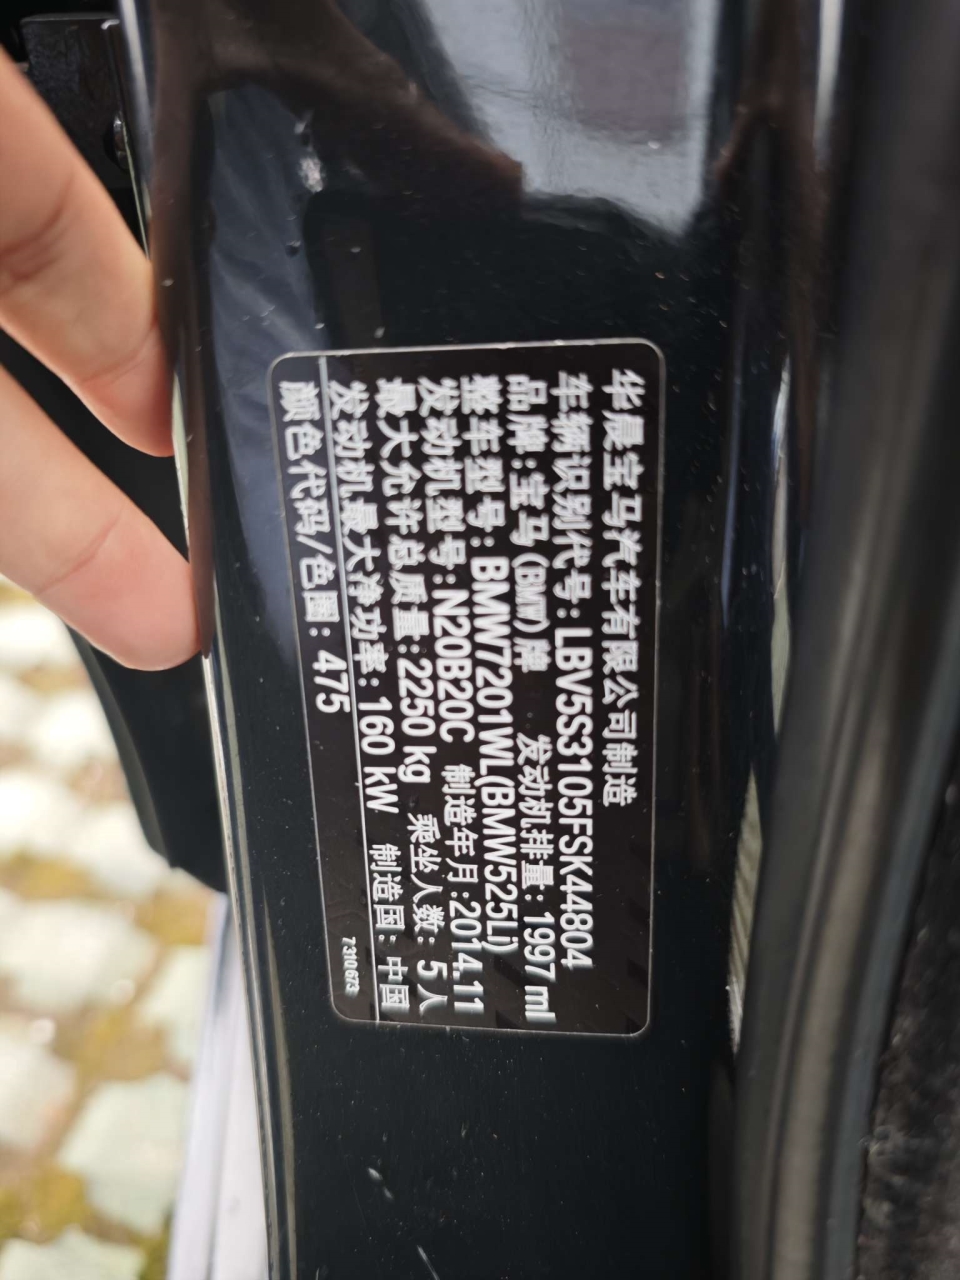 华晨宝马汽车有限公司制造
车辆识别代号:LBV5S3105FSK44804
品牌:宝马(BMW)牌 发动机排量:1997 ml
整车型号:BMW7201WL(BMW525Li)
发动机型号:N20B20C 制造年月:2014.11
最大允许总质量:2250 kg 乘坐人数:5人
发动机最大净功率:160 kW 制造国:中国
颜色代码/色圈:475 7310673